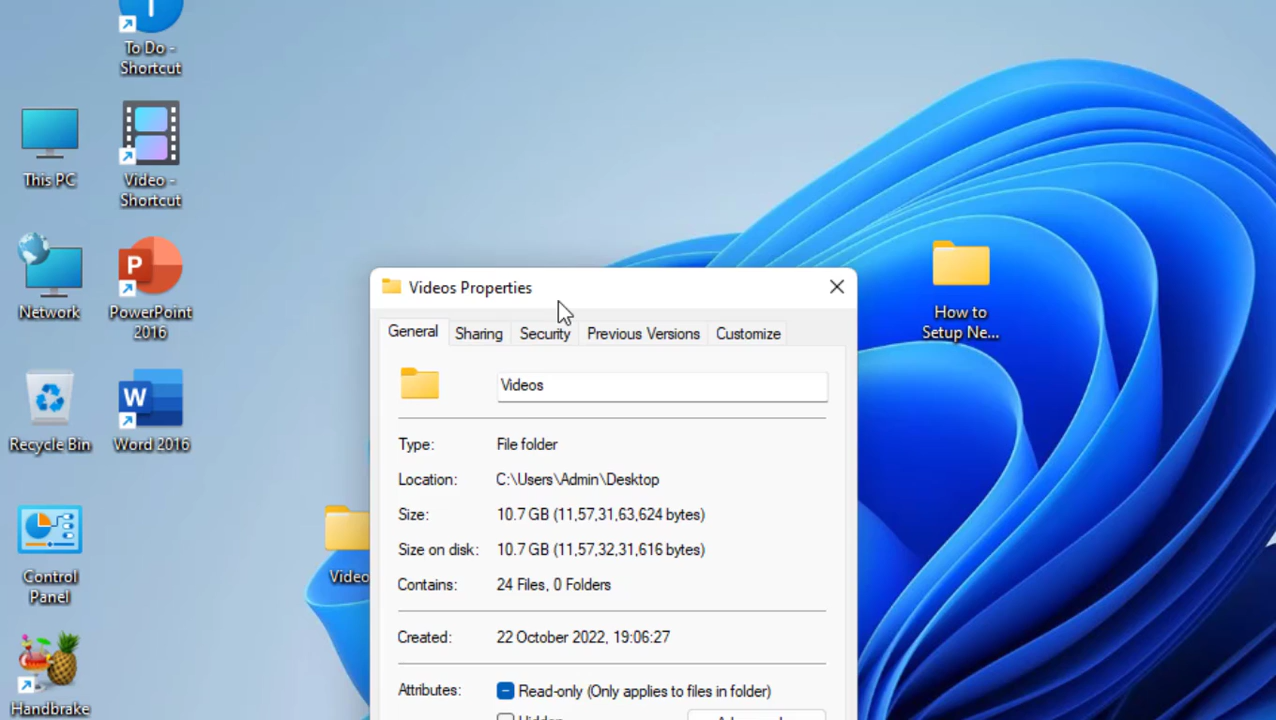 To Do -
Shortcut
This PC
Video -
Shortcut
Network
PowerPoint
2016
Recycle Bin
Word 2016
Control
Panel
Handbrake
Video
How to
Setup Ne...
Videos Properties
General
Sharing
Security
Previous Versions
Customize
Videos
Type:
File folder
Location:
C:\Users\Admin\Desktop
Size:
10.7 GB (11,57,31,63,624 bytes)
Size on disk:
10.7 GB (11,57,32,31,616 bytes)
Contains:
24 Files, 0 Folders
Created:
22 October 2022, 19:06:27
Attributes:
Read-only (Only applies to files in folder)